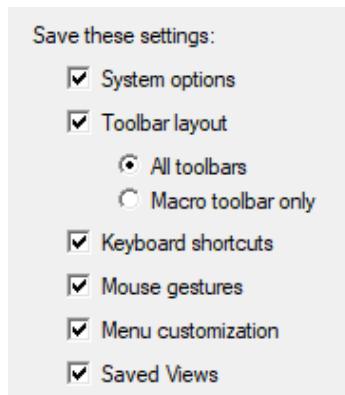 Save these settings:
System options
Toolbar layout
All toolbars
Macro toolbar only
Keyboard shortcuts
Mouse gestures
Menu customization
Saved Views